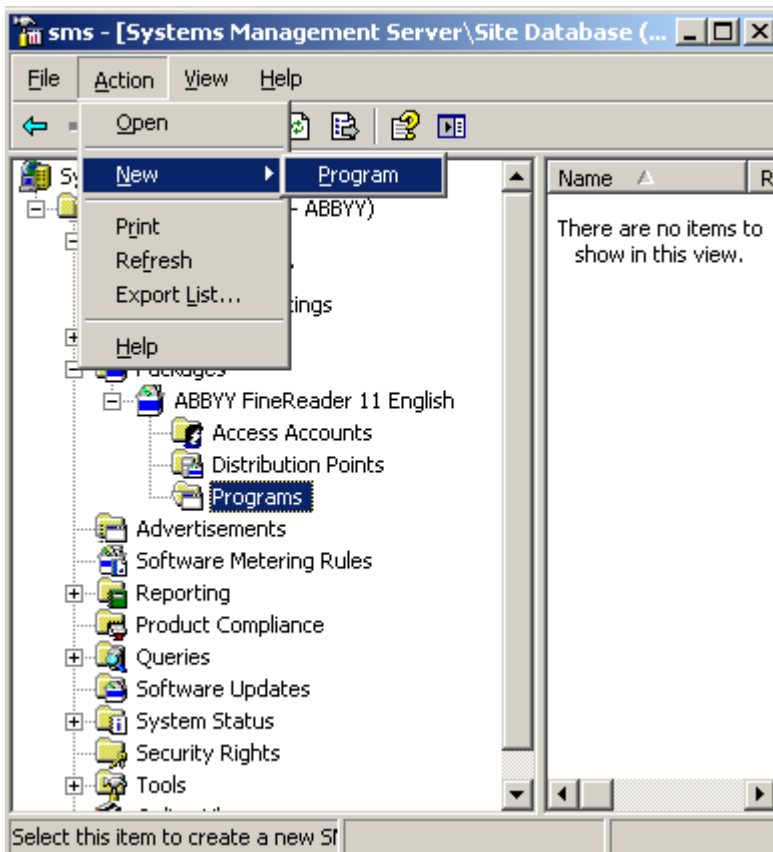 sms - [Systems Management Server\Site Database (...
File Action View Help
Open
New
Program
Print
Refresh
Export List...
Help
- ABBYY)
ings
Packages
ABBYY FineReader 11 English
Access Accounts
Distribution Points
Programs
Advertisements
Software Metering Rules
Reporting
Product Compliance
Queries
Software Updates
System Status
Security Rights
Tools
Name
There are no items to
show in this view.
Select this item to create a new SM